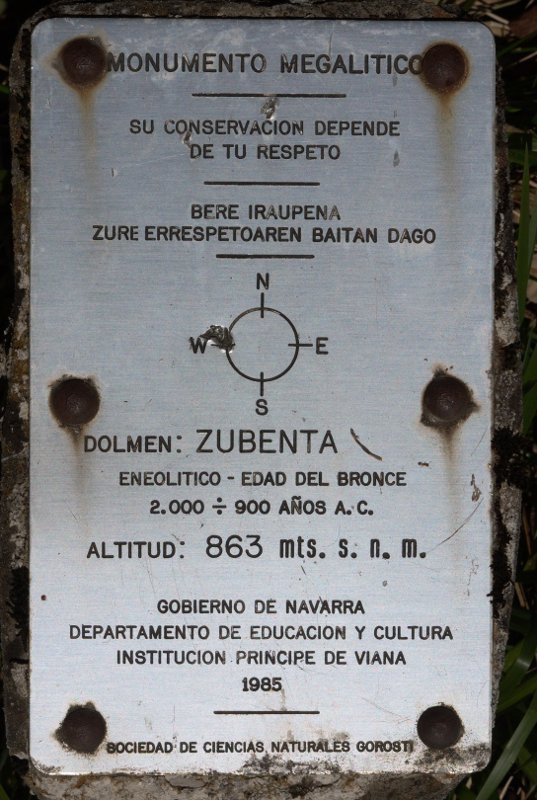 MONUMENTO MEGALITICO
SU CONSERVACION DEPENDE
DE TU RESPETO
BERE IRAUPENA
ZURE ERRESPETOAREN BAITAN DAGO
N
W E
S
DOLMEN: ZUBENTA
ENEOLITICO - EDAD DEL BRONCE
2.000 ÷ 900 AÑOS A.C.
ALTITUD: 863 mts. s. n. m.
GOBIERNO DE NAVARRA
DEPARTAMENTO DE EDUCACION Y CULTURA
INSTITUCION PRINCIPE DE VIANA
1985
SOCIEDAD DE CIENCIAS NATURALES GOROSTI